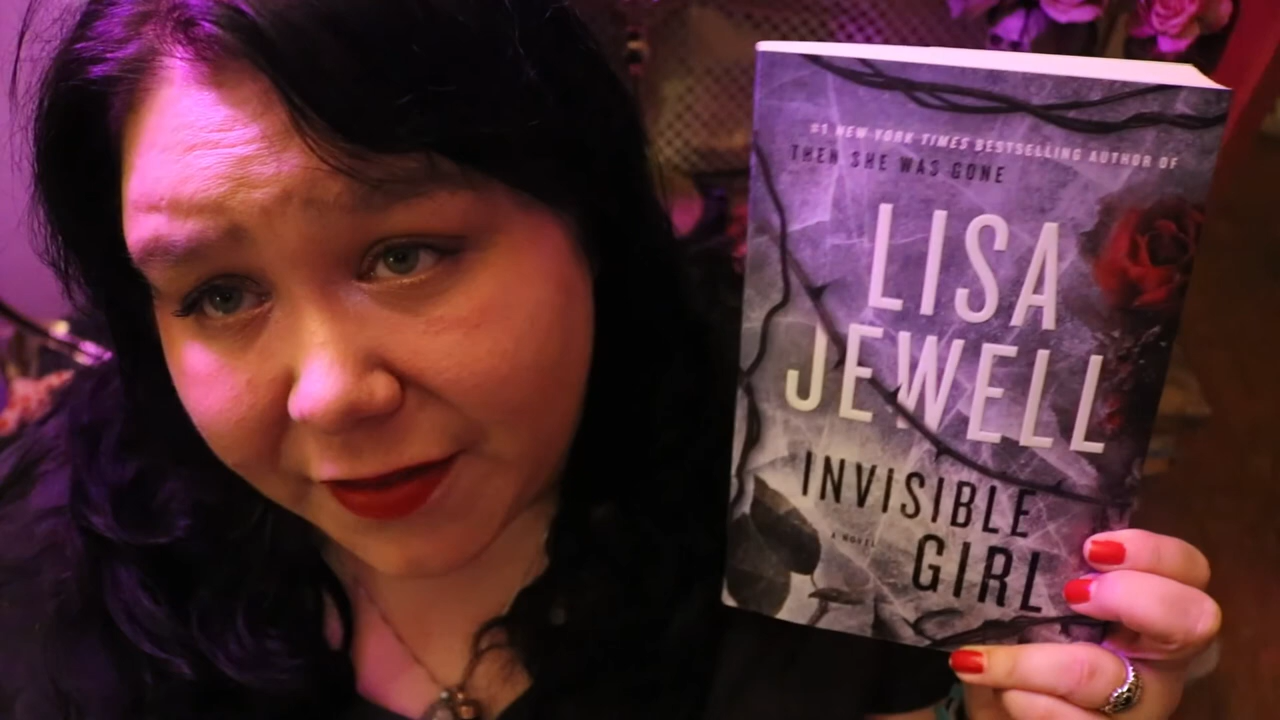 #1 NEW YORK TIMES BESTSELLING AUTHOR OF
THEN SHE WAS GONE
LISA
JEWELL
INVISIBLE
A NOVEL
GIRL